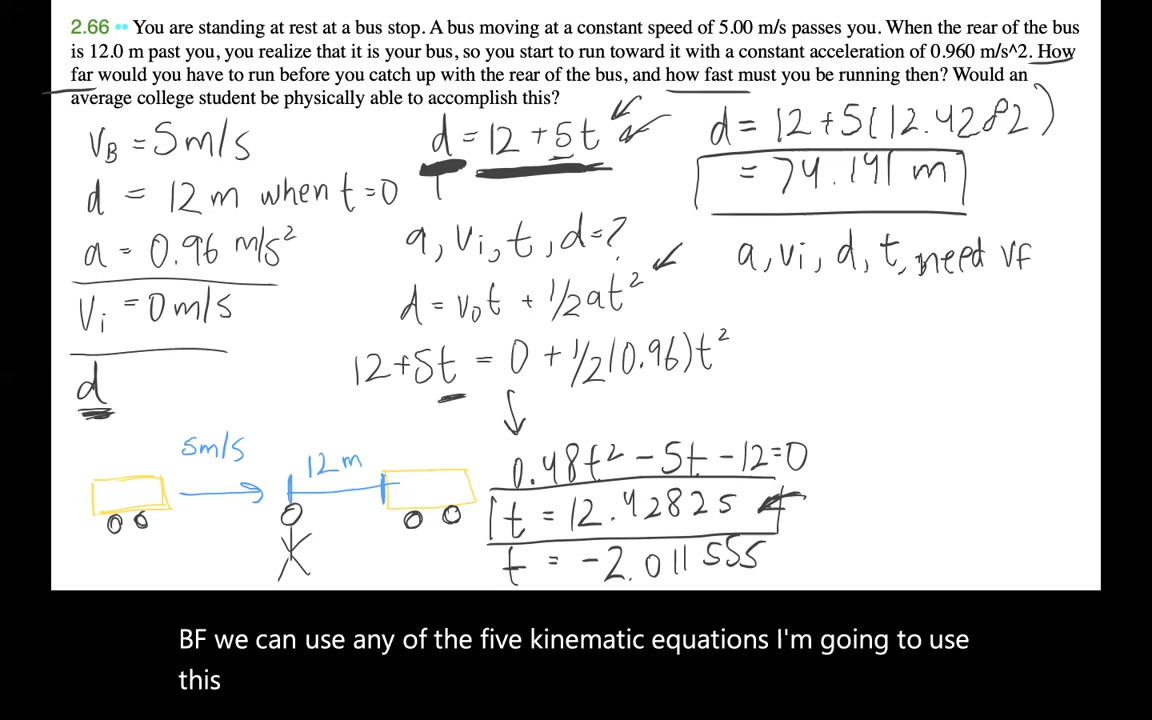 2.66 •• You are standing at rest at a bus stop. A bus moving at a constant speed of 5.00 m/s passes you. When the rear of the bus
is 12.0 m past you, you realize that it is your bus, so you start to run toward it with a constant acceleration of 0.960 m/s^2. How
far would you have to run before you catch up with the rear of the bus, and how fast must you be running then? Would an
average college student be physically able to accomplish this?
V_B = 5m/s
d = 12 m when t=0
a = 0.96 m/s²
V_i = 0m/s
d
d = 12 + 5t
a, Vi, t, d=?
d = V₀t + 1/2at²
12+5t = 0 + 1/2(0.96)t²
0.48t² - 5t - 12=0
t = 12.4282s
t = -2.01155s
d = 12+5(12.4282)
= 74.141 m
a, vi, d, t, need vf
5m/s
12m
BF we can use any of the five kinematic equations I'm going to use
this